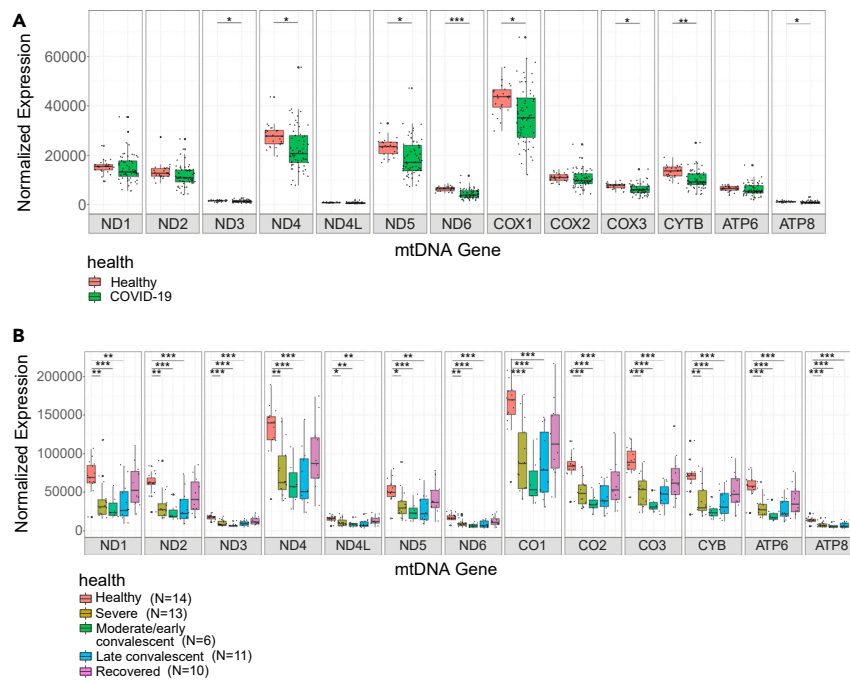 A
* * * *** * * ** *
Normalized Expression
60000
40000
20000
0
ND1 ND2 ND3 ND4 ND4L ND5 ND6 COX1 COX2 COX3 CYTB ATP6 ATP8
mtDNA Gene
health
Healthy
COVID-19
B
** *** *** *** ** ** *** *** *** *** *** *** ***
*** *** *** *** ** *** *** *** *** *** *** *** ***
** ** *** ** * * ** *** *** *** ** *** ***
Normalized Expression
200000
150000
100000
50000
0
ND1 ND2 ND3 ND4 ND4L ND5 ND6 CO1 CO2 CO3 CYB ATP6 ATP8
mtDNA Gene
health
Healthy (N=14)
Severe (N=13)
Moderate/early
convalescent (N=6)
Late convalescent (N=11)
Recovered (N=10)